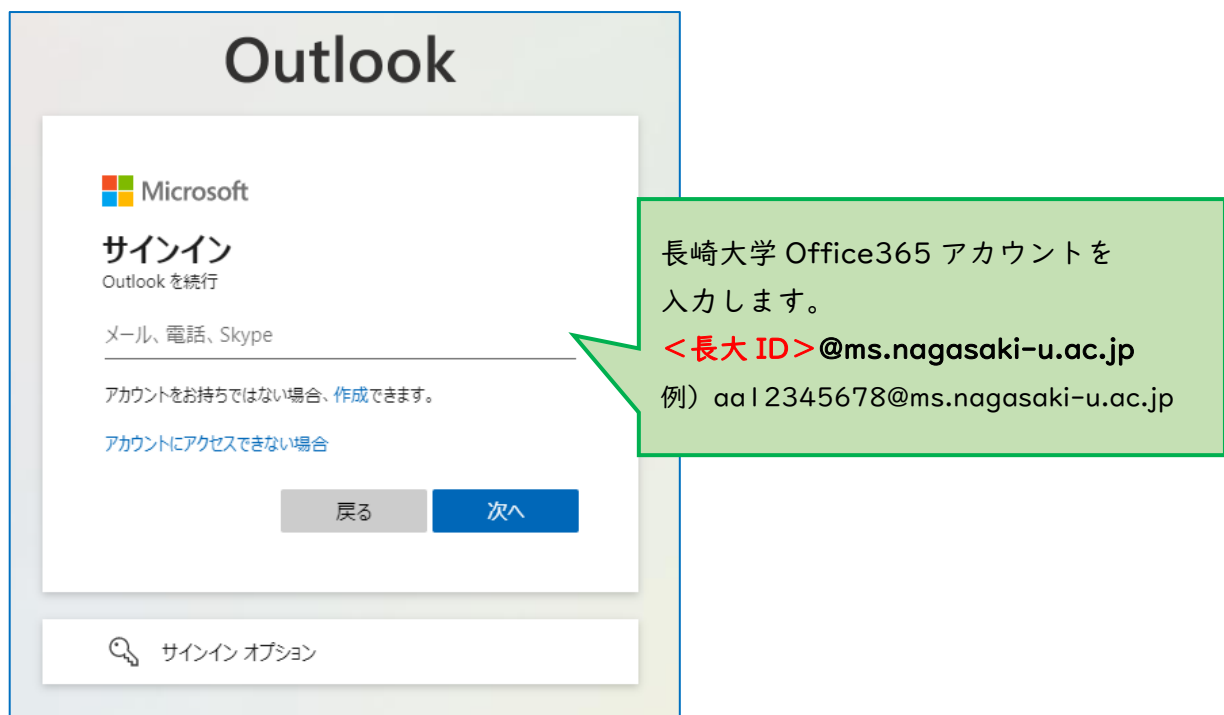 Outlook
Microsoft
サインイン
Outlook を続行
メール、電話、Skype
アカウントをお持ちではない場合、作成できます。
アカウントにアクセスできない場合
戻る
次へ
サインイン オプション
長崎大学 Office365 アカウントを
入力します。
<長大 ID>@ms.nagasaki-u.ac.jp
例）aa12345678@ms.nagasaki-u.ac.jp